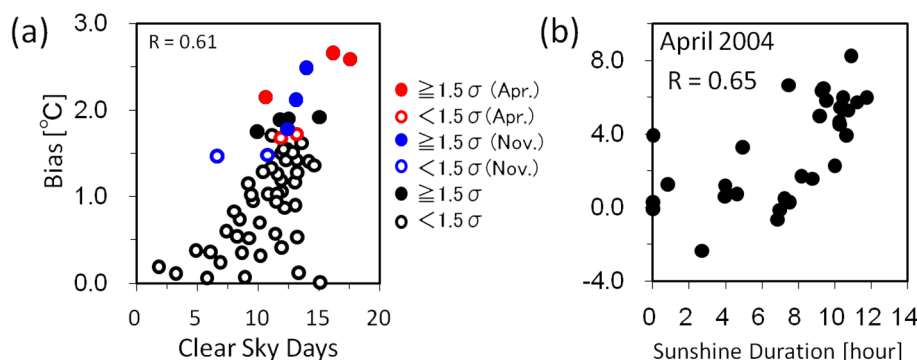 (a)
R = 0.61
Bias [℃]
3.0
2.0
1.0
0.0
0 5 10 15 20
Clear Sky Days
≧1.5σ (Apr.)
<1.5σ (Apr.)
≧1.5σ (Nov.)
<1.5σ (Nov.)
≧1.5σ
<1.5σ
(b)
April 2004
R = 0.65
8.0
4.0
0.0
-4.0
0 2 4 6 8 10 12 14
Sunshine Duration [hour]